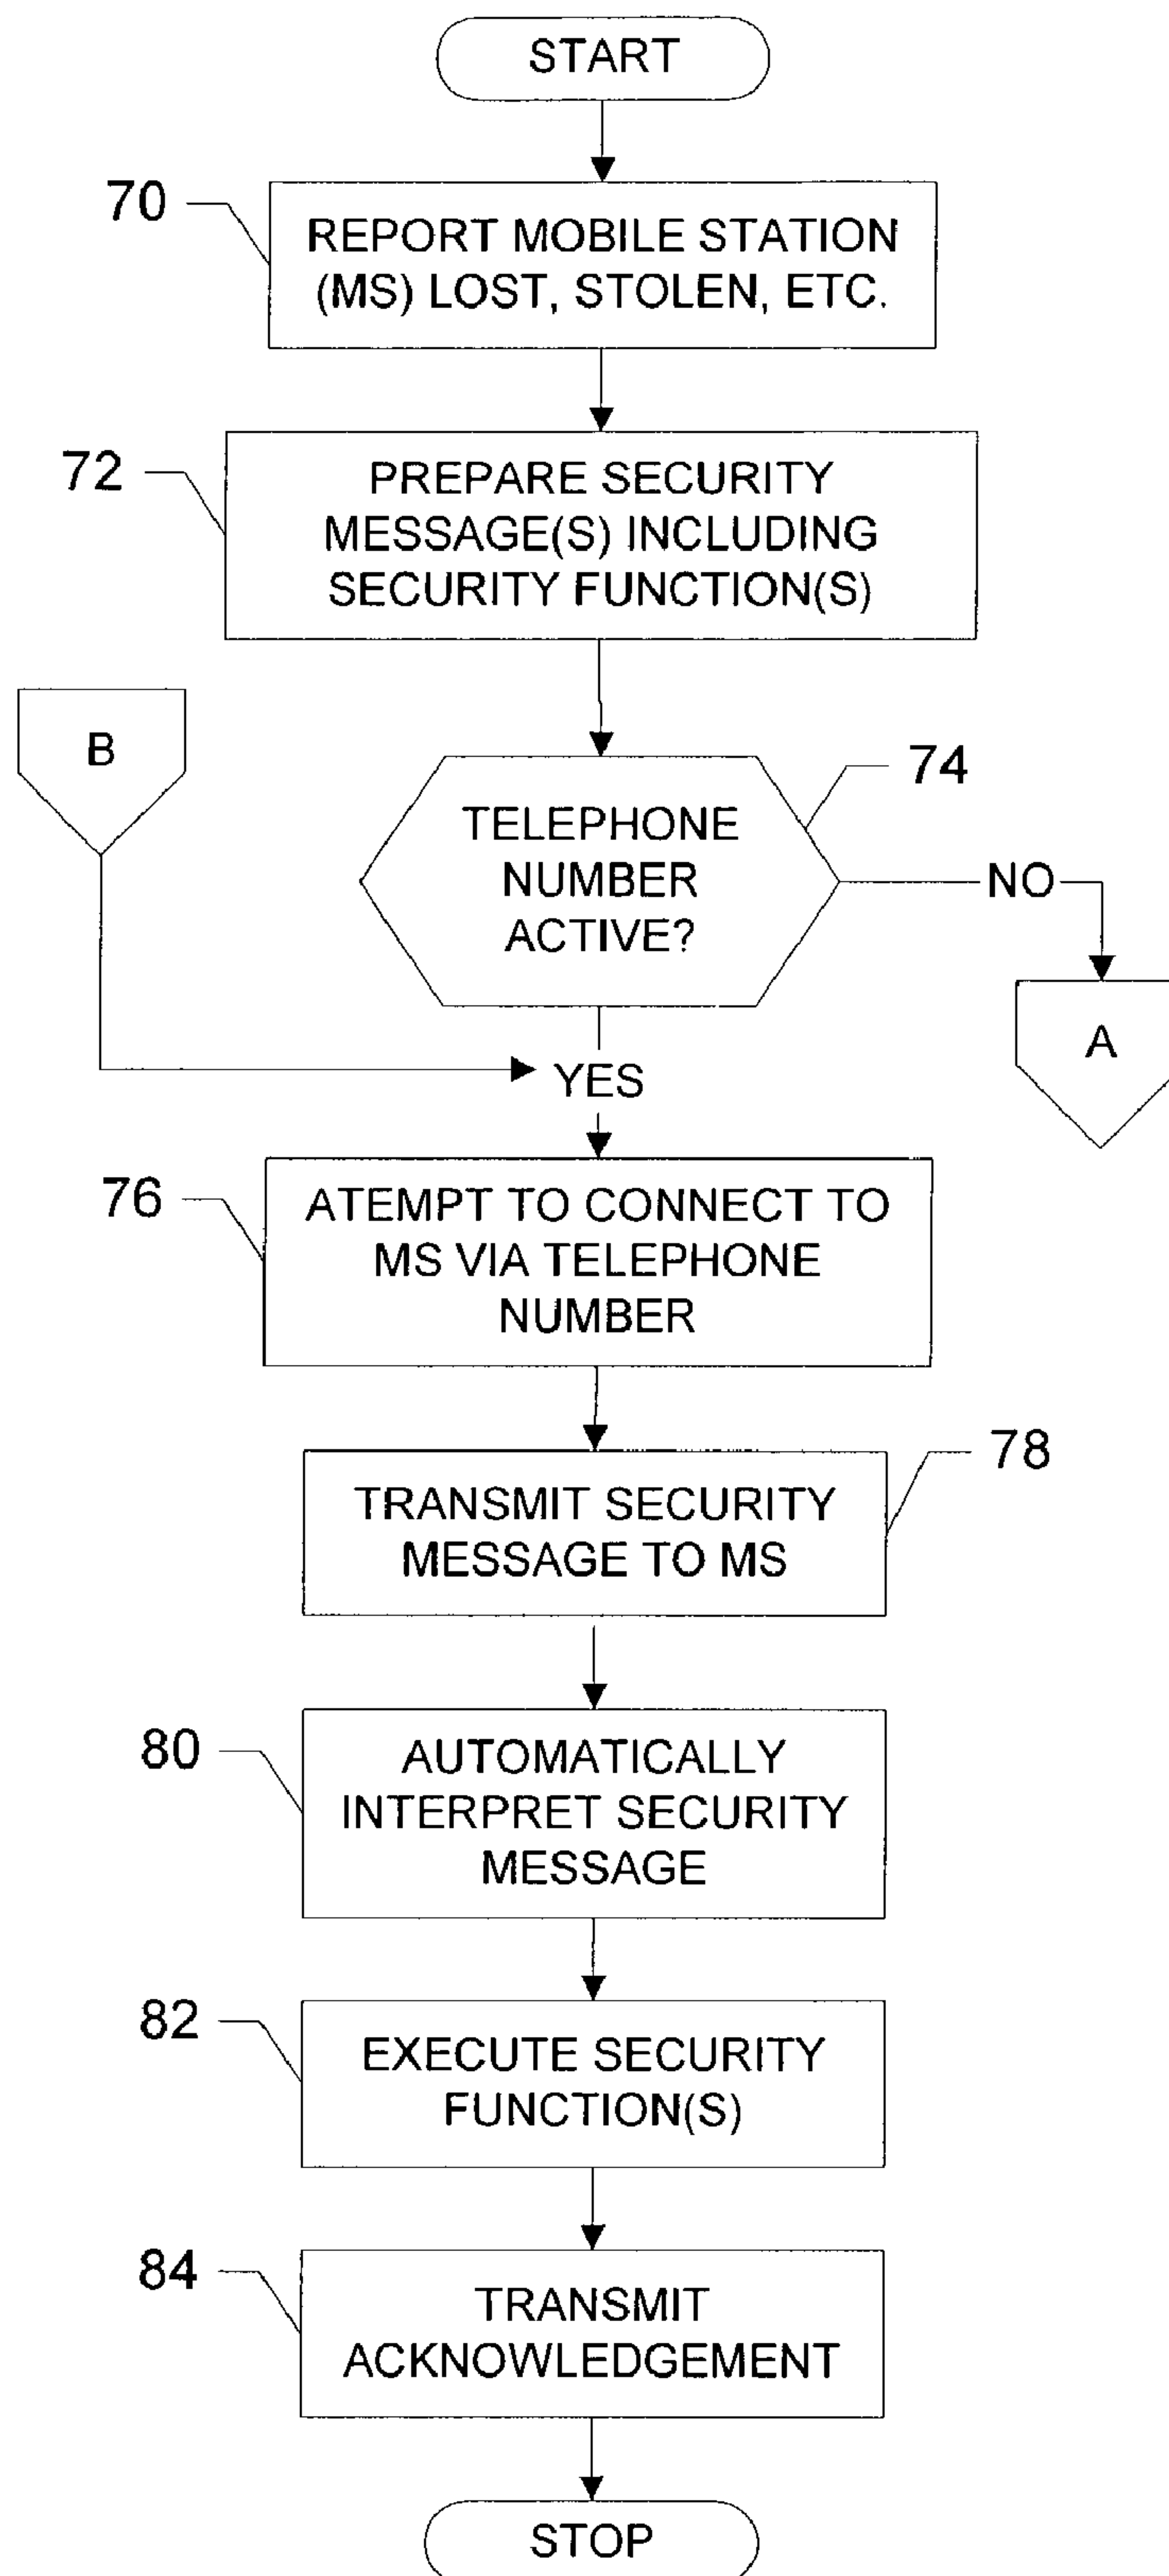 START
70
REPORT MOBILE STATION
(MS) LOST, STOLEN, ETC.
72
PREPARE SECURITY
MESSAGE(S) INCLUDING
SECURITY FUNCTION(S)
B
74
TELEPHONE
NUMBER
ACTIVE?
NO
A
YES
76
ATEMPT TO CONNECT TO
MS VIA TELEPHONE
NUMBER
78
TRANSMIT SECURITY
MESSAGE TO MS
80
AUTOMATICALLY
INTERPRET SECURITY
MESSAGE
82
EXECUTE SECURITY
FUNCTION(S)
84
TRANSMIT
ACKNOWLEDGEMENT
STOP